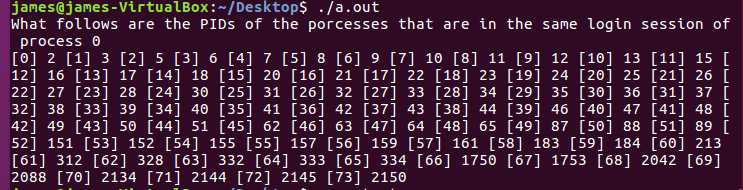 james@james-VirtualBox:~/Desktop$ ./a.out
What follows are the PIDs of the porcesses that are in the same login session of
 process 0
[0] 2 [1] 3 [2] 5 [3] 6 [4] 7 [5] 8 [6] 9 [7] 10 [8] 11 [9] 12 [10] 13 [11] 15 [
12] 16 [13] 17 [14] 18 [15] 20 [16] 21 [17] 22 [18] 23 [19] 24 [20] 25 [21] 26 [
22] 27 [23] 28 [24] 30 [25] 31 [26] 32 [27] 33 [28] 34 [29] 35 [30] 36 [31] 37 [
32] 38 [33] 39 [34] 40 [35] 41 [36] 42 [37] 43 [38] 44 [39] 46 [40] 47 [41] 48 [
42] 49 [43] 50 [44] 51 [45] 62 [46] 63 [47] 64 [48] 65 [49] 87 [50] 88 [51] 89 [
52] 151 [53] 152 [54] 155 [55] 157 [56] 159 [57] 161 [58] 183 [59] 184 [60] 213
[61] 312 [62] 328 [63] 332 [64] 333 [65] 334 [66] 1750 [67] 1753 [68] 2042 [69]
2088 [70] 2134 [71] 2144 [72] 2145 [73] 2150